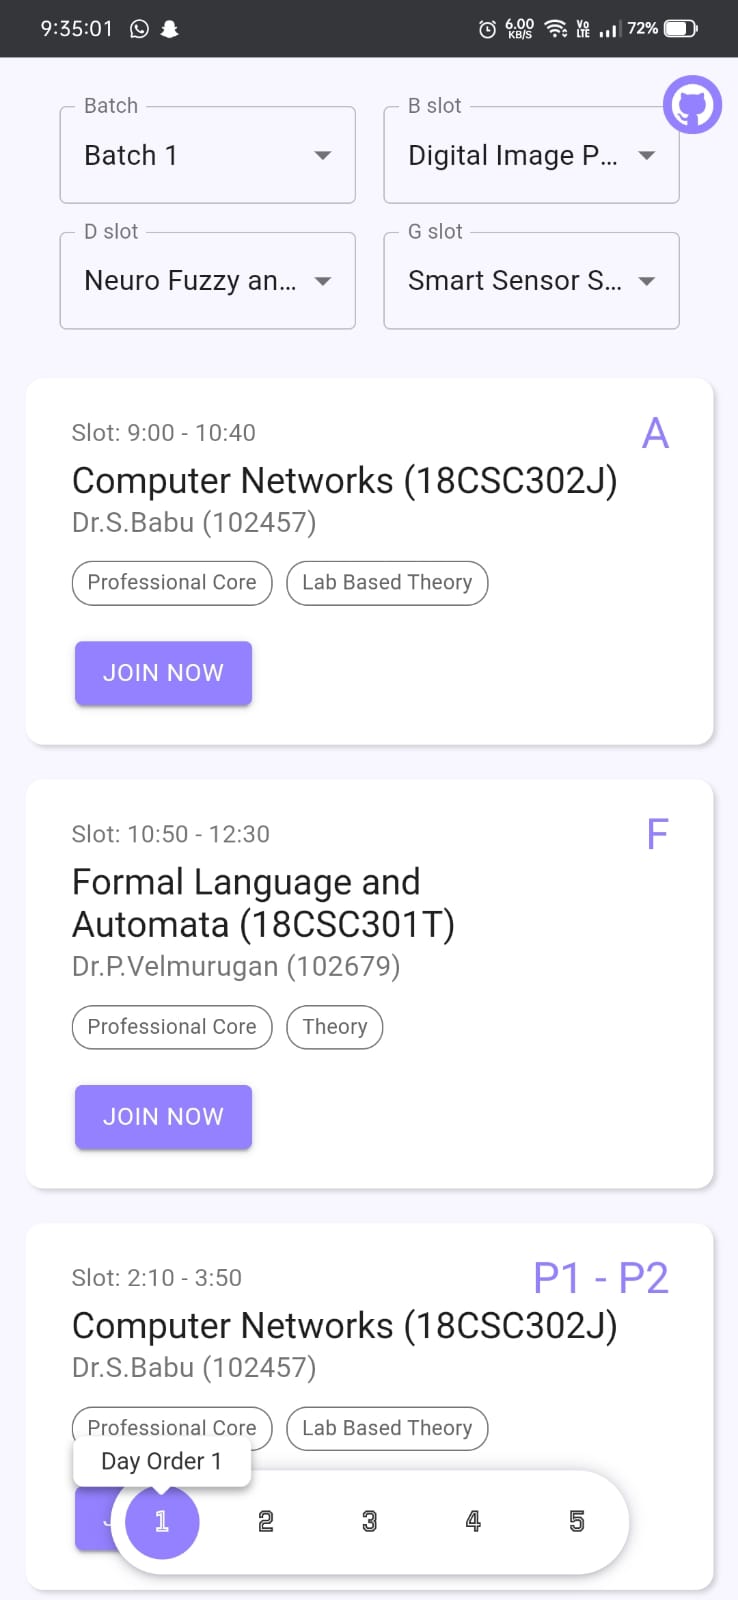 9:35:01 6.00 KB/S Vo LTE 72%
Batch
Batch 1
B slot
Digital Image P...
D slot
Neuro Fuzzy an...
G slot
Smart Sensor S...
Slot: 9:00 - 10:40
A
Computer Networks (18CSC302J)
Dr.S.Babu (102457)
Professional Core
Lab Based Theory
JOIN NOW
Slot: 10:50 - 12:30
F
Formal Language and
Automata (18CSC301T)
Dr.P.Velmurugan (102679)
Professional Core
Theory
JOIN NOW
Slot: 2:10 - 3:50
P1 - P2
Computer Networks (18CSC302J)
Dr.S.Babu (102457)
Professional Core
Lab Based Theory
Day Order 1
1 2 3 4 5